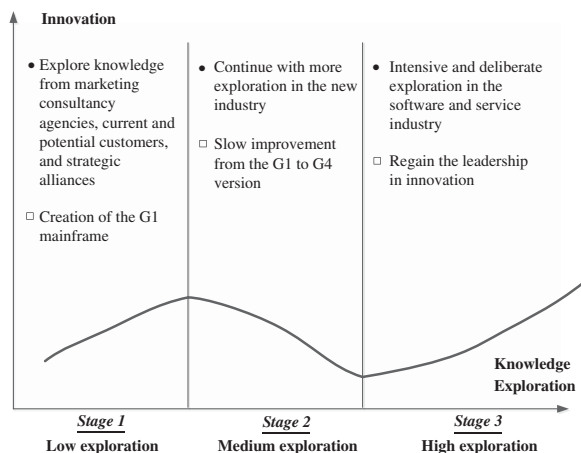 Innovation
● Explore knowledge
from marketing
consultancy
agencies, current and
potential customers,
and strategic
alliances
□ Creation of the G1
mainframe
● Continue with more
exploration in the new
industry
□ Slow improvement
from the G1 to G4
version
● Intensive and deliberate
exploration in the
software and service
industry
□ Regain the leadership
in innovation
Knowledge
Exploration
Stage 1
Low exploration
Stage 2
Medium exploration
Stage 3
High exploration